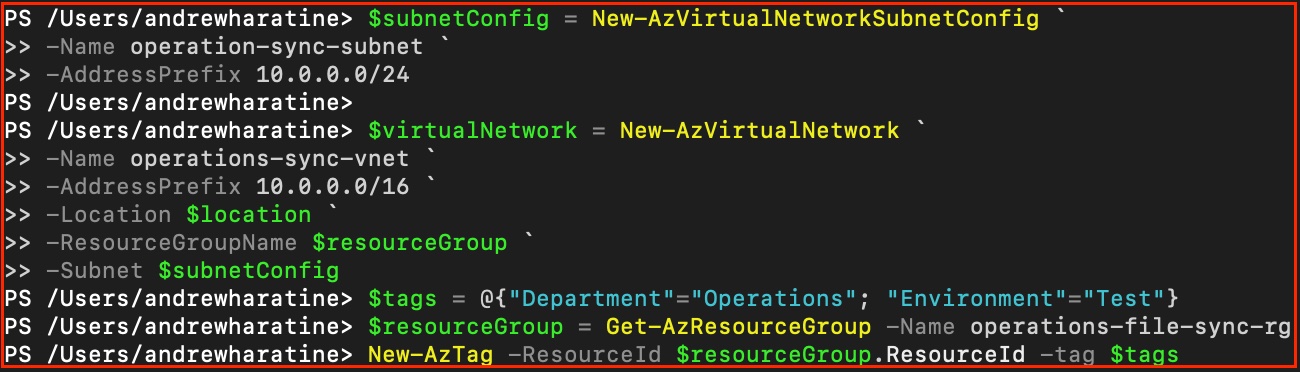 PS /Users/andrewharatine> $subnetConfig = New-AzVirtualNetworkSubnetConfig `
>> -Name operation-sync-subnet `
>> -AddressPrefix 10.0.0.0/24
PS /Users/andrewharatine>
PS /Users/andrewharatine> $virtualNetwork = New-AzVirtualNetwork `
>> -Name operations-sync-vnet `
>> -AddressPrefix 10.0.0.0/16 `
>> -Location $location `
>> -ResourceGroupName $resourceGroup `
>> -Subnet $subnetConfig
PS /Users/andrewharatine> $tags = @{"Department"="Operations"; "Environment"="Test"}
PS /Users/andrewharatine> $resourceGroup = Get-AzResourceGroup -Name operations-file-sync-rg
PS /Users/andrewharatine> New-AzTag -ResourceId $resourceGroup.ResourceId -tag $tags